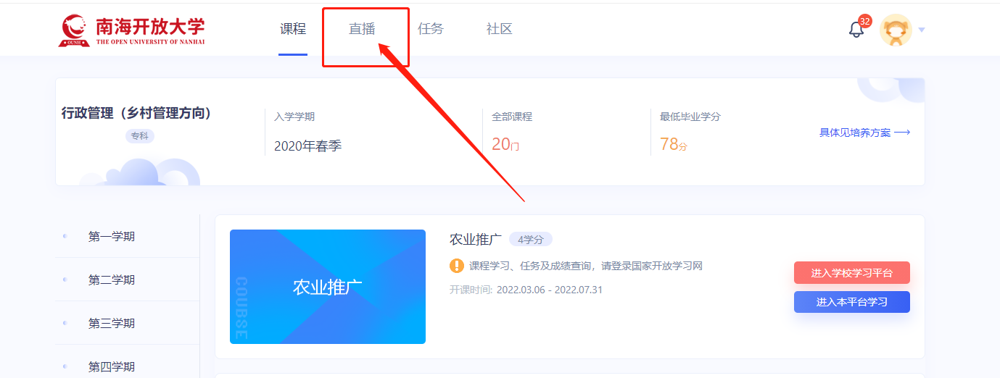 南海开放大学
THE OPEN UNIVERSITY OF NANHAI
OUNH
课程
直播
任务
社区
32
行政管理（乡村管理方向）
专科
入学学期
2020年春季
全部课程
20门
最低毕业学分
78分
具体见培养方案
第一学期
第二学期
第三学期
第四学期
COURSE
农业推广
农业推广
4学分
课程学习、任务及成绩查询，请登录国家开放学习网
开课时间: 2022.03.06 - 2022.07.31
进入学校学习平台
进入本平台学习